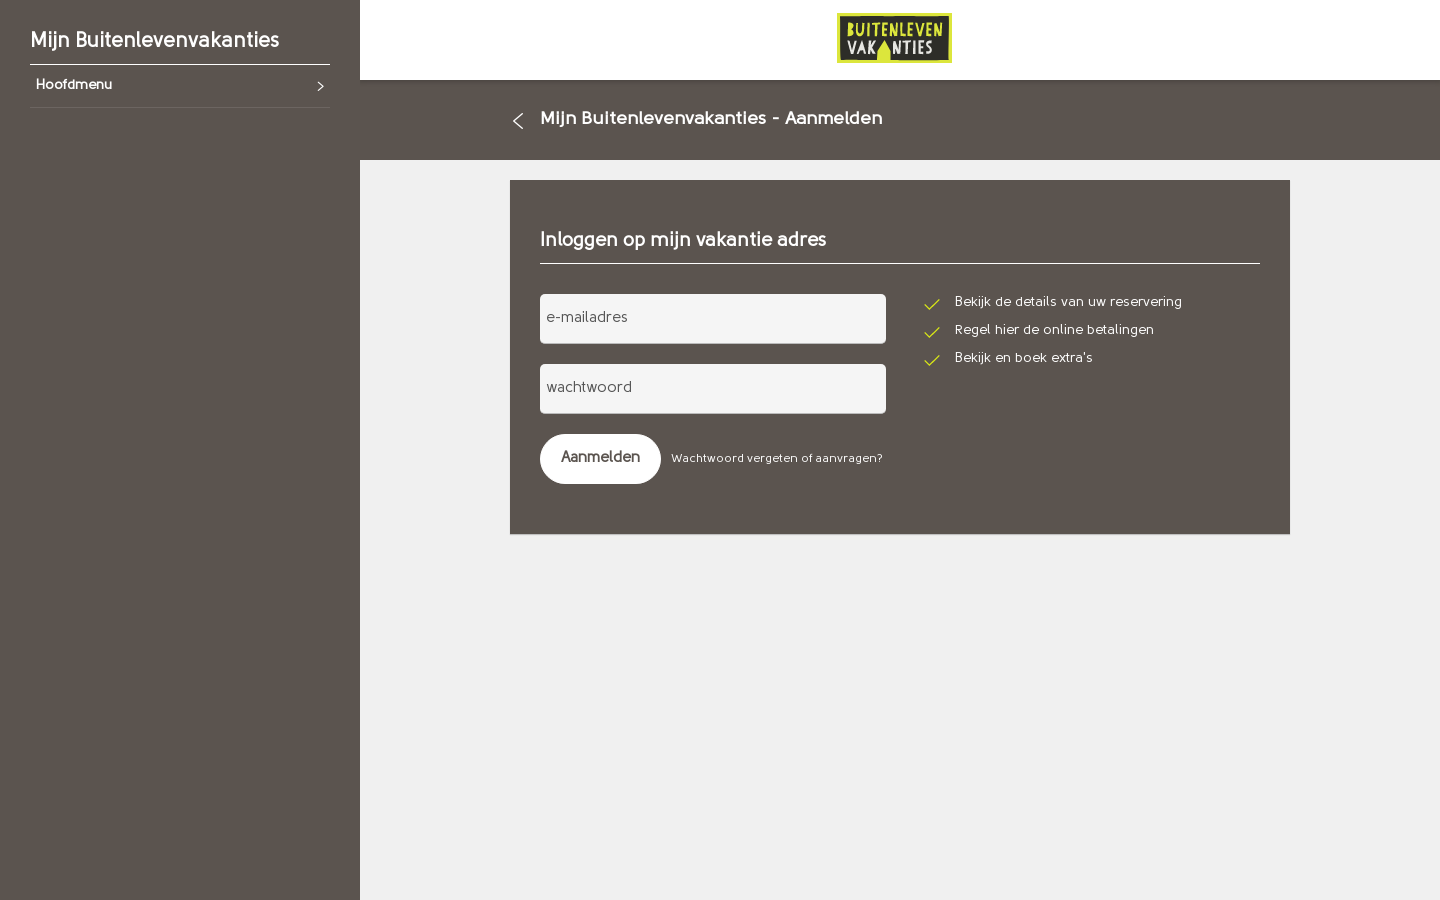 Mijn Buitenlevenvakanties
Hoofdmenu
BUITENLEVEN
VAKANTIES
Mijn Buitenlevenvakanties - Aanmelden
Inloggen op mijn vakantie adres
e-mailadres
wachtwoord
Aanmelden
Wachtwoord vergeten of aanvragen?
Bekijk de details van uw reservering
Regel hier de online betalingen
Bekijk en boek extra's